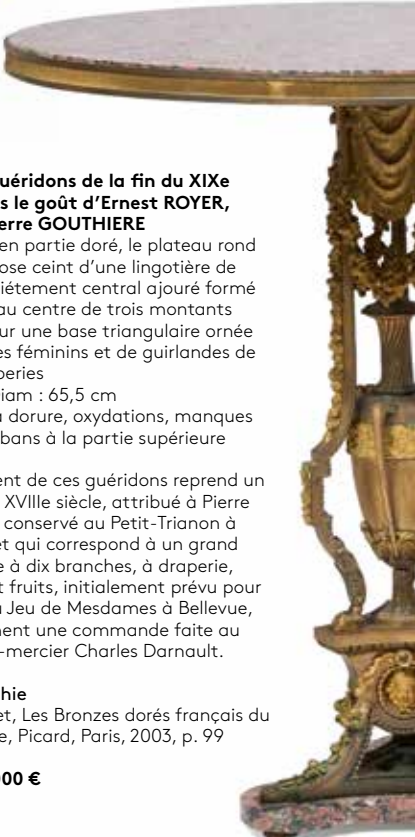 uéridons de la fin du XIXe
s le goût d'Ernest ROYER,
erre GOUTHIERE
en partie doré, le plateau rond
ose ceint d'une lingotière de
iétement central ajouré formé
au centre de trois montants
ur une base triangulaire ornée
es féminins et de guirlandes de
peries
iam : 65,5 cm
a dorure, oxydations, manques
bans à la partie supérieure
ent de ces guéridons reprend un
XVIIIe siècle, attribué à Pierre
conservé au Petit-Trianon à
et qui correspond à un grand
e à dix branches, à draperie,
t fruits, initialement prévu pour
u Jeu de Mesdames à Bellevue,
ment une commande faite au
-mercier Charles Darnault.
hie
et, Les Bronzes dorés français du
e, Picard, Paris, 2003, p. 99
000 €